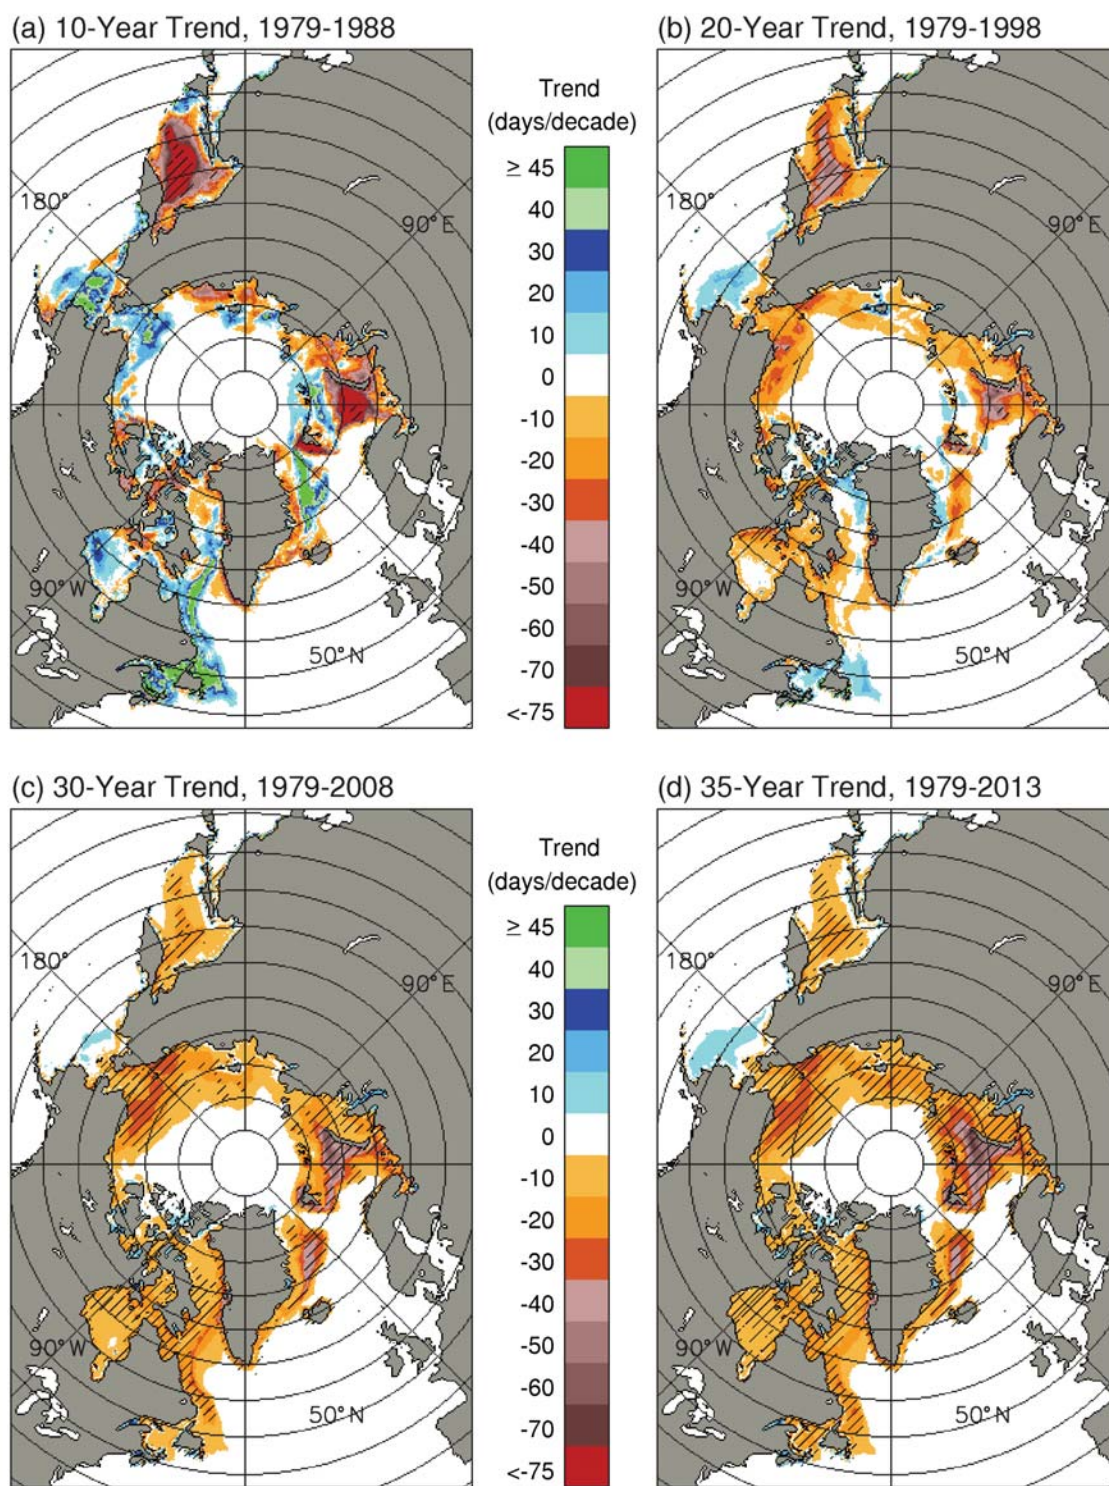 (a) 10-Year Trend, 1979-1988
(b) 20-Year Trend, 1979-1998
Trend
(days/decade)
≥ 45
40
30
20
10
0
-10
-20
-30
-40
-50
-60
-70
<-75
180°
90°E
90°W
50°N
180°
90°E
90°W
50°N
(c) 30-Year Trend, 1979-2008
(d) 35-Year Trend, 1979-2013
Trend
(days/decade)
≥ 45
40
30
20
10
0
-10
-20
-30
-40
-50
-60
-70
<-75
180°
90°E
90°W
50°N
180°
90°E
90°W
50°N